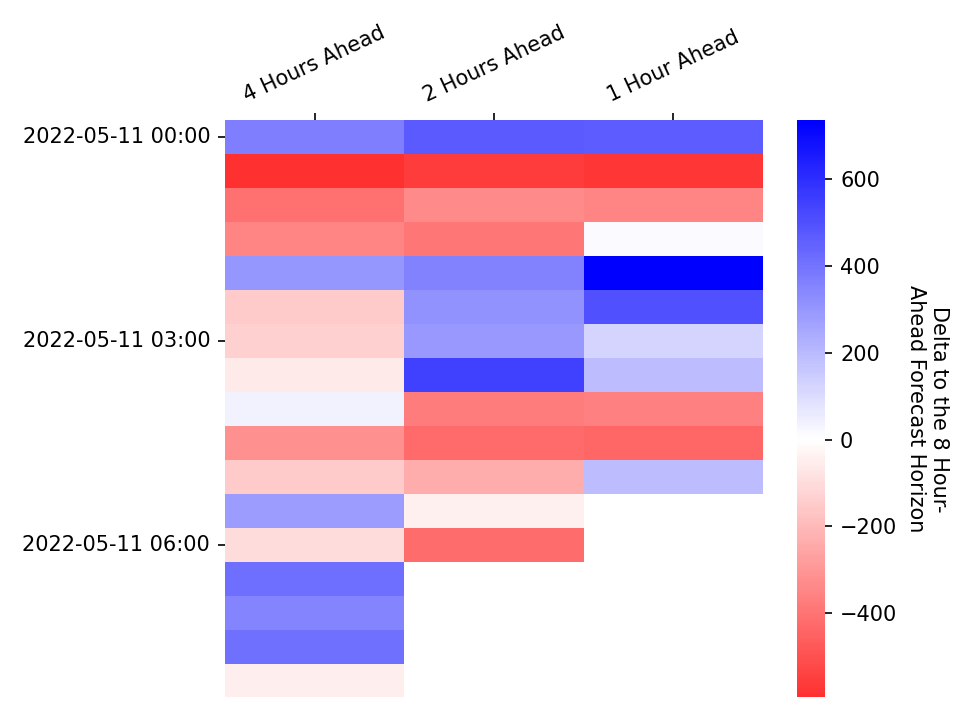 4 Hours Ahead
2 Hours Ahead
1 Hour Ahead
2022-05-11 00:00
2022-05-11 03:00
2022-05-11 06:00
600
400
200
0
−200
−400
Delta to the 8 Hour-
Ahead Forecast Horizon